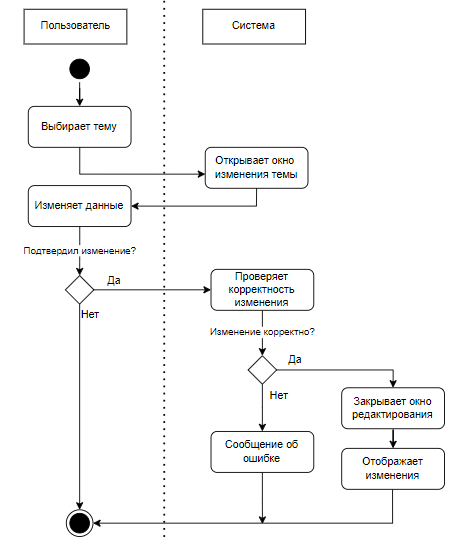 Пользователь
Система
Выбирает тему
Открывает окно
изменения темы
Изменяет данные
Подтвердил изменение?
Да
Нет
Проверяет
корректность
изменения
Изменение корректно?
Да
Нет
Закрывает окно
редактирования
Сообщение об
ошибке
Отображает
изменения